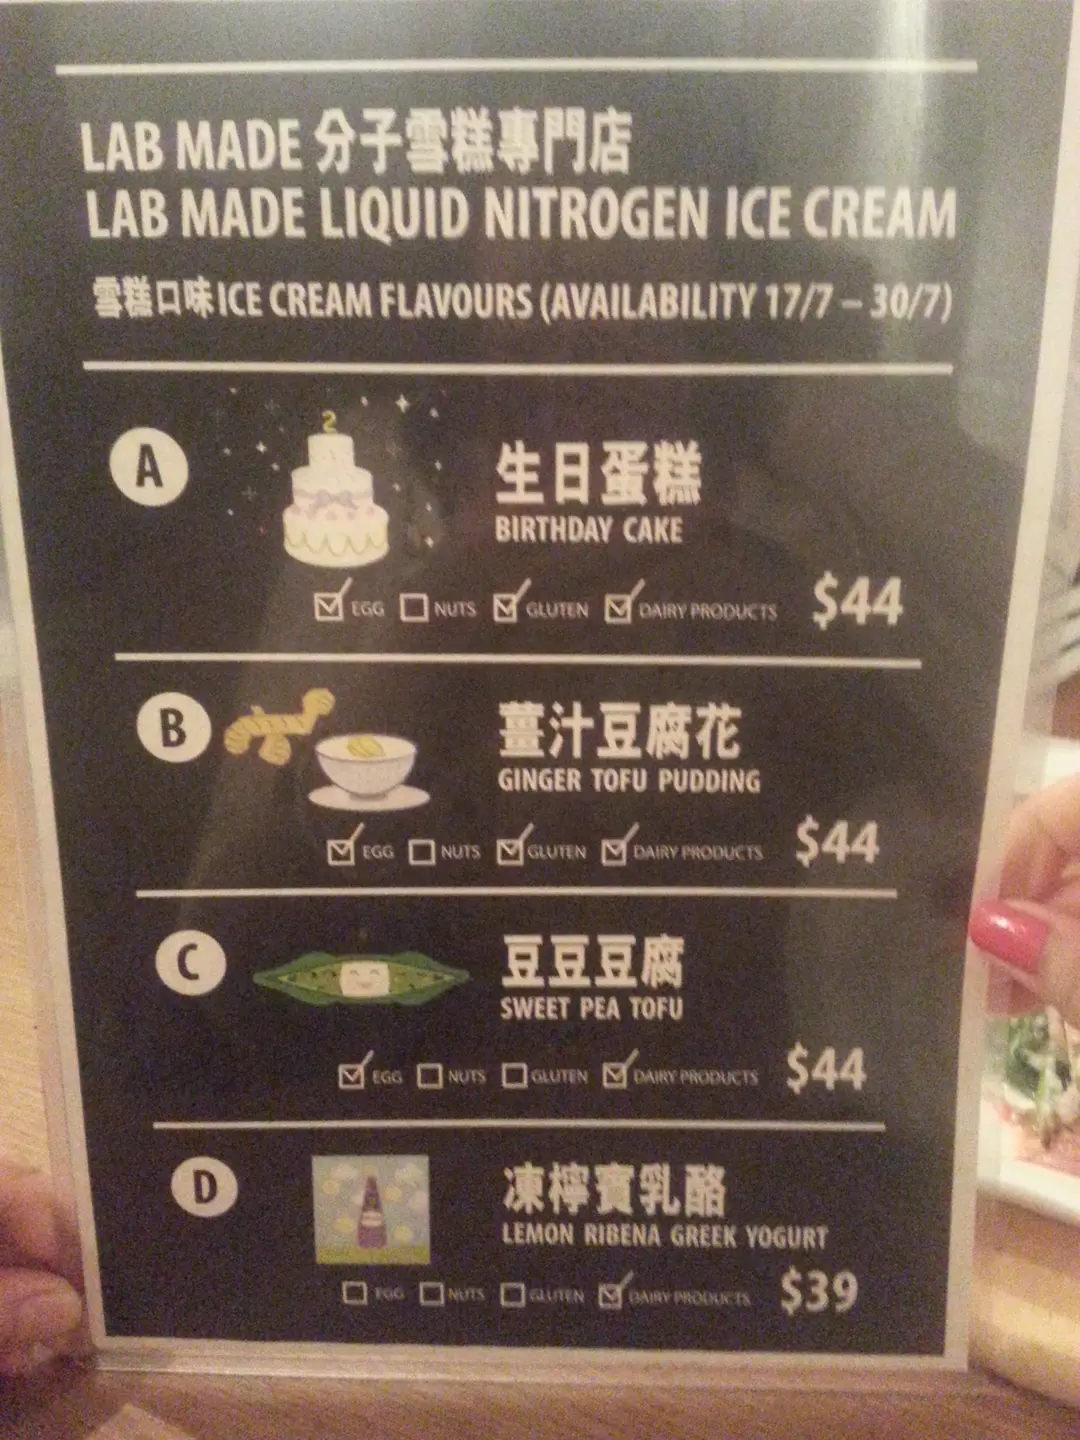 LAB MADE 分子雪糕專門店
LAB MADE LIQUID NITROGEN ICE CREAM
雪糕口味 ICE CREAM FLAVOURS (AVAILABILITY 17/7 – 30/7)
A
2
生日蛋糕
BIRTHDAY CAKE
EGG NUTS GLUTEN DAIRY PRODUCTS $44
B
薑汁豆腐花
GINGER TOFU PUDDING
EGG NUTS GLUTEN DAIRY PRODUCTS $44
C
豆豆豆腐
SWEET PEA TOFU
EGG NUTS GLUTEN DAIRY PRODUCTS $44
D
凍檸賓乳酪
LEMON RIBENA GREEK YOGURT
EGG NUTS GLUTEN DAIRY PRODUCTS $39